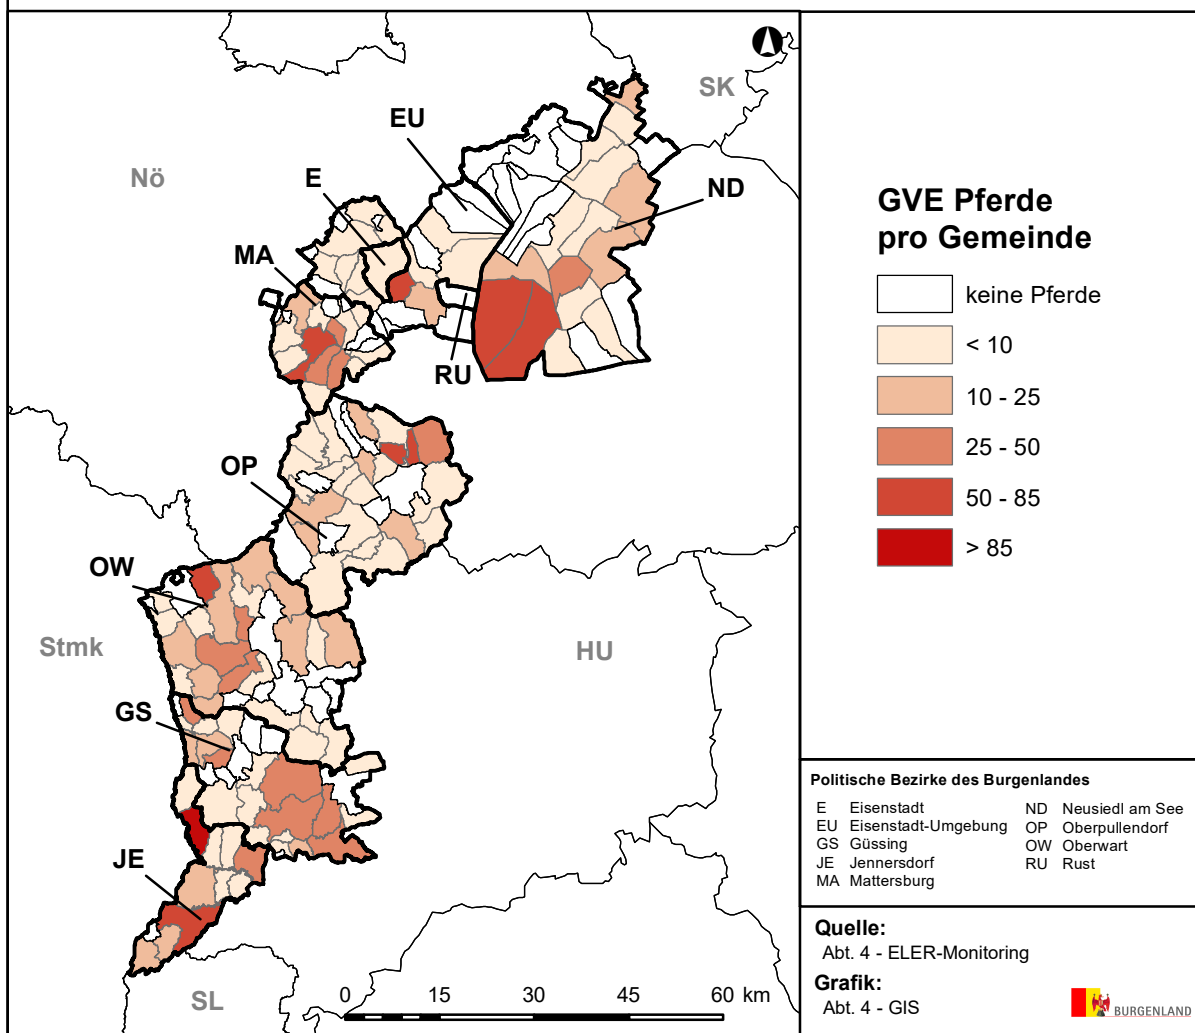 SK
EU
Nö
E
ND
MA
RU
OP
OW
Stmk
HU
GS
JE
SL
0 15 30 45 60 km
GVE Pferde
pro Gemeinde
keine Pferde
< 10
10 - 25
25 - 50
50 - 85
> 85
Politische Bezirke des Burgenlandes
E Eisenstadt
EU Eisenstadt-Umgebung
GS Güssing
JE Jennersdorf
MA Mattersburg
ND Neusiedl am See
OP Oberpullendorf
OW Oberwart
RU Rust
Quelle:
Abt. 4 - ELER-Monitoring
Grafik:
Abt. 4 - GIS
BURGENLAND